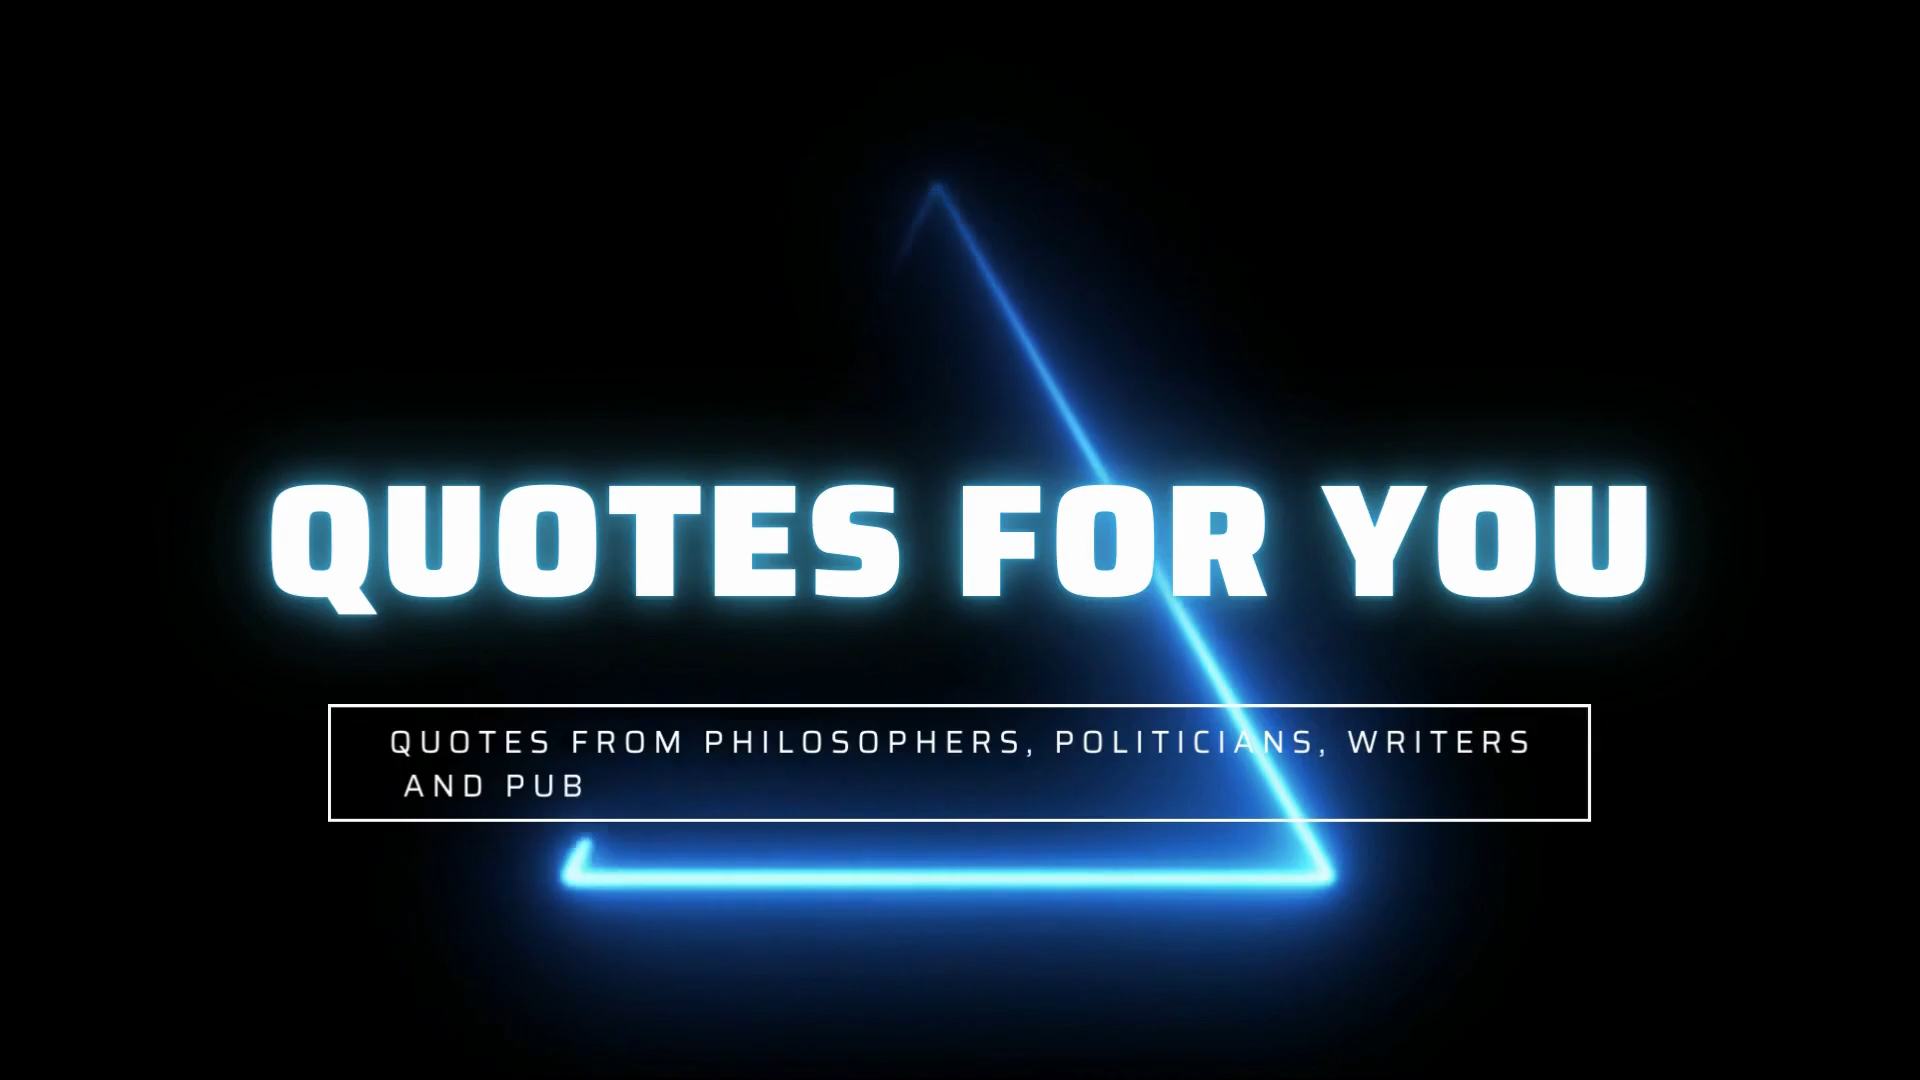 QUOTES FOR YOU
QUOTES FROM PHILOSOPHERS, POLITICIANS, WRITERS
AND PUB